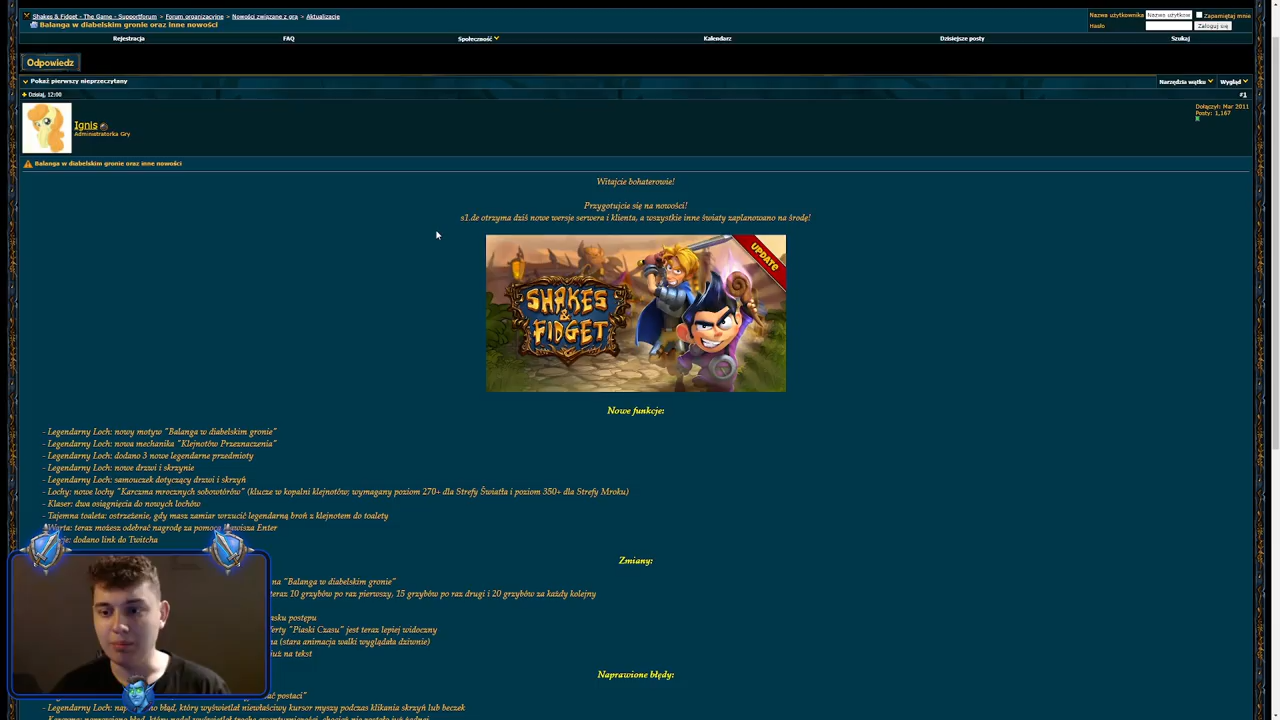 Shakes & Fidget - The Game - Supportforum > Forum organizacyjne > Nowości związane z grą > Aktualizacje
Balanga w diabelskim gronie oraz inne nowości
Nazwa użytkownika Nazwa użytkow Zapamiętaj mnie
Hasło Zaloguj się
Rejestracja FAQ Społeczność Kalendarz Dzisiejsze posty Szukaj
Odpowiedz
Pokaż pierwszy nieprzeczytany Narzędzia wątku Wygląd
Dzisiaj, 12:00 #1
Ignis
Administratorka Gry
Dołączył: Mar 2011
Posty: 1,167
Balanga w diabelskim gronie oraz inne nowości
Witajcie bohaterowie!
Przygotujcie się na nowości!
s1.de otrzyma dziś nowe wersje serwera i klienta, a wszystkie inne światy zaplanowano na środę!
UPDATE
SHAKES
&
FIDGET
Nowe funkcje:
- Legendarny Loch: nowy motyw "Balanga w diabelskim gronie"
- Legendarny Loch: nowa mechanika "Klejnotów Przeznaczenia"
- Legendarny Loch: dodano 3 nowe legendarne przedmioty
- Legendarny Loch: nowe drzwi i skrzynie
- Legendarny Loch: samouczek dotyczący drzwi i skrzyń
- Lochy: nowe lochy "Karczma mrocznych sobowtórów" (klucze w kopalni klejnotów; wymagany poziom 270+ dla Strefy Światła i poziom 350+ dla Strefy Mroku)
- Klaser: dwa osiągnięcia do nowych lochów
- Tajemna toaleta: ostrzeżenie, gdy masz zamiar wrzucić legendarną broń z klejnotem do toalety
Warta: teraz możesz odebrać nagrodę za pomocą klawisza Enter
dodano link do Twitcha
Zmiany:
na "Balanga w diabelskim gronie"
teraz 10 grzybów po raz pierwszy, 15 grzybów po raz drugi i 20 grzybów za każdy kolejny
postępu
"Piaski Czasu" jest teraz lepiej widoczny
(stara animacja walki wyglądała dziwnie)
już na tekst
Naprawione błędy:
postaci"
- Legendarny Loch: błąd, który wyświetlał niewłaściwy kursor myszy podczas klikania skrzyń lub beczek